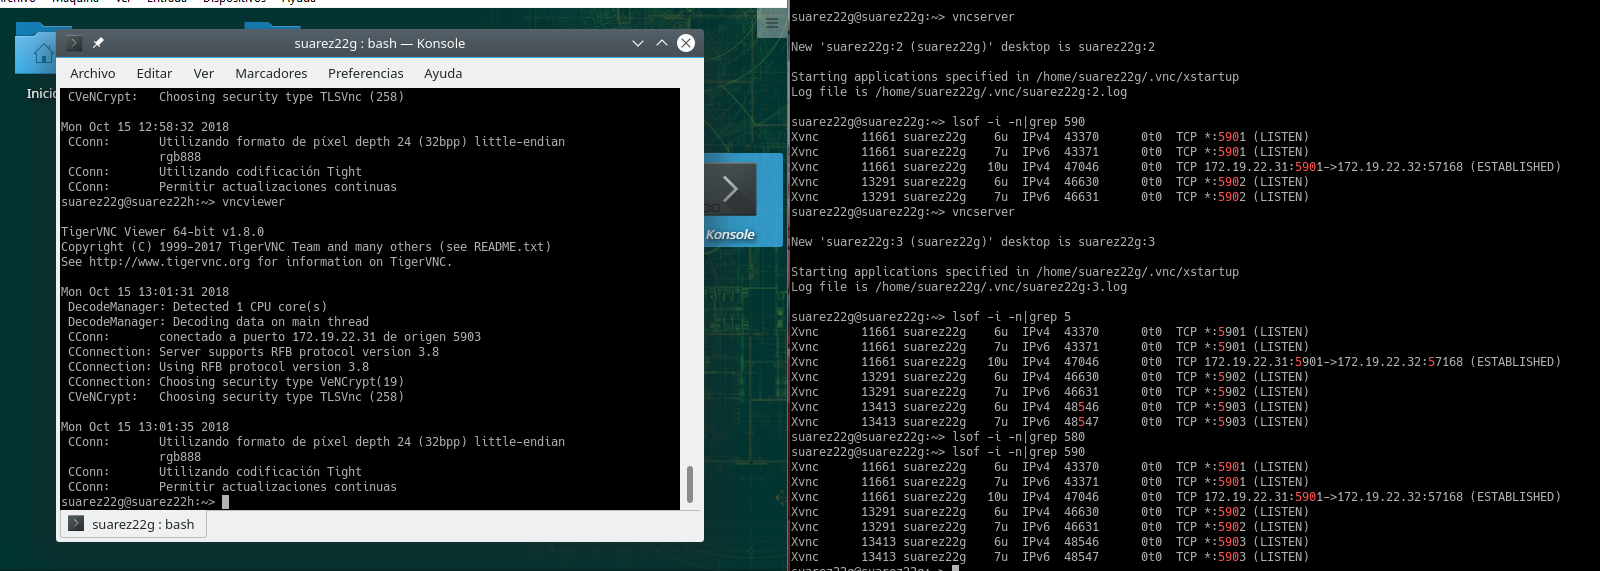 Archivo Máquina Ver Entrada Dispositivos Ayuda
Inicio
suarez22g : bash — Konsole
Archivo Editar Ver Marcadores Preferencias Ayuda
CVeNCrypt: Choosing security type TLSVnc (258)
Mon Oct 15 12:58:32 2018
CConn: Utilizando formato de píxel depth 24 (32bpp) little-endian
rgb888
CConn: Utilizando codificación Tight
CConn: Permitir actualizaciones continuas
suarez22g@suarez22h:~> vncviewer
TigerVNC Viewer 64-bit v1.8.0
Copyright (C) 1999-2017 TigerVNC Team and many others (see README.txt)
See http://www.tigervnc.org for information on TigerVNC.
Mon Oct 15 13:01:31 2018
DecodeManager: Detected 1 CPU core(s)
DecodeManager: Decoding data on main thread
CConn: conectado a puerto 172.19.22.31 de origen 5903
CConnection: Server supports RFB protocol version 3.8
CConnection: Using RFB protocol version 3.8
CConnection: Choosing security type VeNCrypt(19)
CVeNCrypt: Choosing security type TLSVnc (258)
Mon Oct 15 13:01:35 2018
CConn: Utilizando formato de píxel depth 24 (32bpp) little-endian
rgb888
CConn: Utilizando codificación Tight
CConn: Permitir actualizaciones continuas
suarez22g@suarez22h:~>
suarez22g : bash
Konsole
suarez22g@suarez22g:~> vncserver
New 'suarez22g:2 (suarez22g)' desktop is suarez22g:2
Starting applications specified in /home/suarez22g/.vnc/xstartup
Log file is /home/suarez22g/.vnc/suarez22g:2.log
suarez22g@suarez22g:~> lsof -i -n|grep 590
Xvnc 11661 suarez22g 6u IPv4 43370 0t0 TCP *:5901 (LISTEN)
Xvnc 11661 suarez22g 7u IPv6 43371 0t0 TCP *:5901 (LISTEN)
Xvnc 11661 suarez22g 10u IPv4 47046 0t0 TCP 172.19.22.31:5901->172.19.22.32:57168 (ESTABLISHED)
Xvnc 13291 suarez22g 6u IPv4 46630 0t0 TCP *:5902 (LISTEN)
Xvnc 13291 suarez22g 7u IPv6 46631 0t0 TCP *:5902 (LISTEN)
suarez22g@suarez22g:~> vncserver
New 'suarez22g:3 (suarez22g)' desktop is suarez22g:3
Starting applications specified in /home/suarez22g/.vnc/xstartup
Log file is /home/suarez22g/.vnc/suarez22g:3.log
suarez22g@suarez22g:~> lsof -i -n|grep 5
Xvnc 11661 suarez22g 6u IPv4 43370 0t0 TCP *:5901 (LISTEN)
Xvnc 11661 suarez22g 7u IPv6 43371 0t0 TCP *:5901 (LISTEN)
Xvnc 11661 suarez22g 10u IPv4 47046 0t0 TCP 172.19.22.31:5901->172.19.22.32:57168 (ESTABLISHED)
Xvnc 13291 suarez22g 6u IPv4 46630 0t0 TCP *:5902 (LISTEN)
Xvnc 13291 suarez22g 7u IPv6 46631 0t0 TCP *:5902 (LISTEN)
Xvnc 13413 suarez22g 6u IPv4 48546 0t0 TCP *:5903 (LISTEN)
Xvnc 13413 suarez22g 7u IPv6 48547 0t0 TCP *:5903 (LISTEN)
suarez22g@suarez22g:~> lsof -i -n|grep 580
suarez22g@suarez22g:~> lsof -i -n|grep 590
Xvnc 11661 suarez22g 6u IPv4 43370 0t0 TCP *:5901 (LISTEN)
Xvnc 11661 suarez22g 7u IPv6 43371 0t0 TCP *:5901 (LISTEN)
Xvnc 11661 suarez22g 10u IPv4 47046 0t0 TCP 172.19.22.31:5901->172.19.22.32:57168 (ESTABLISHED)
Xvnc 13291 suarez22g 6u IPv4 46630 0t0 TCP *:5902 (LISTEN)
Xvnc 13291 suarez22g 7u IPv6 46631 0t0 TCP *:5902 (LISTEN)
Xvnc 13413 suarez22g 6u IPv4 48546 0t0 TCP *:5903 (LISTEN)
Xvnc 13413 suarez22g 7u IPv6 48547 0t0 TCP *:5903 (LISTEN)
suarez22g@suarez22g:~>